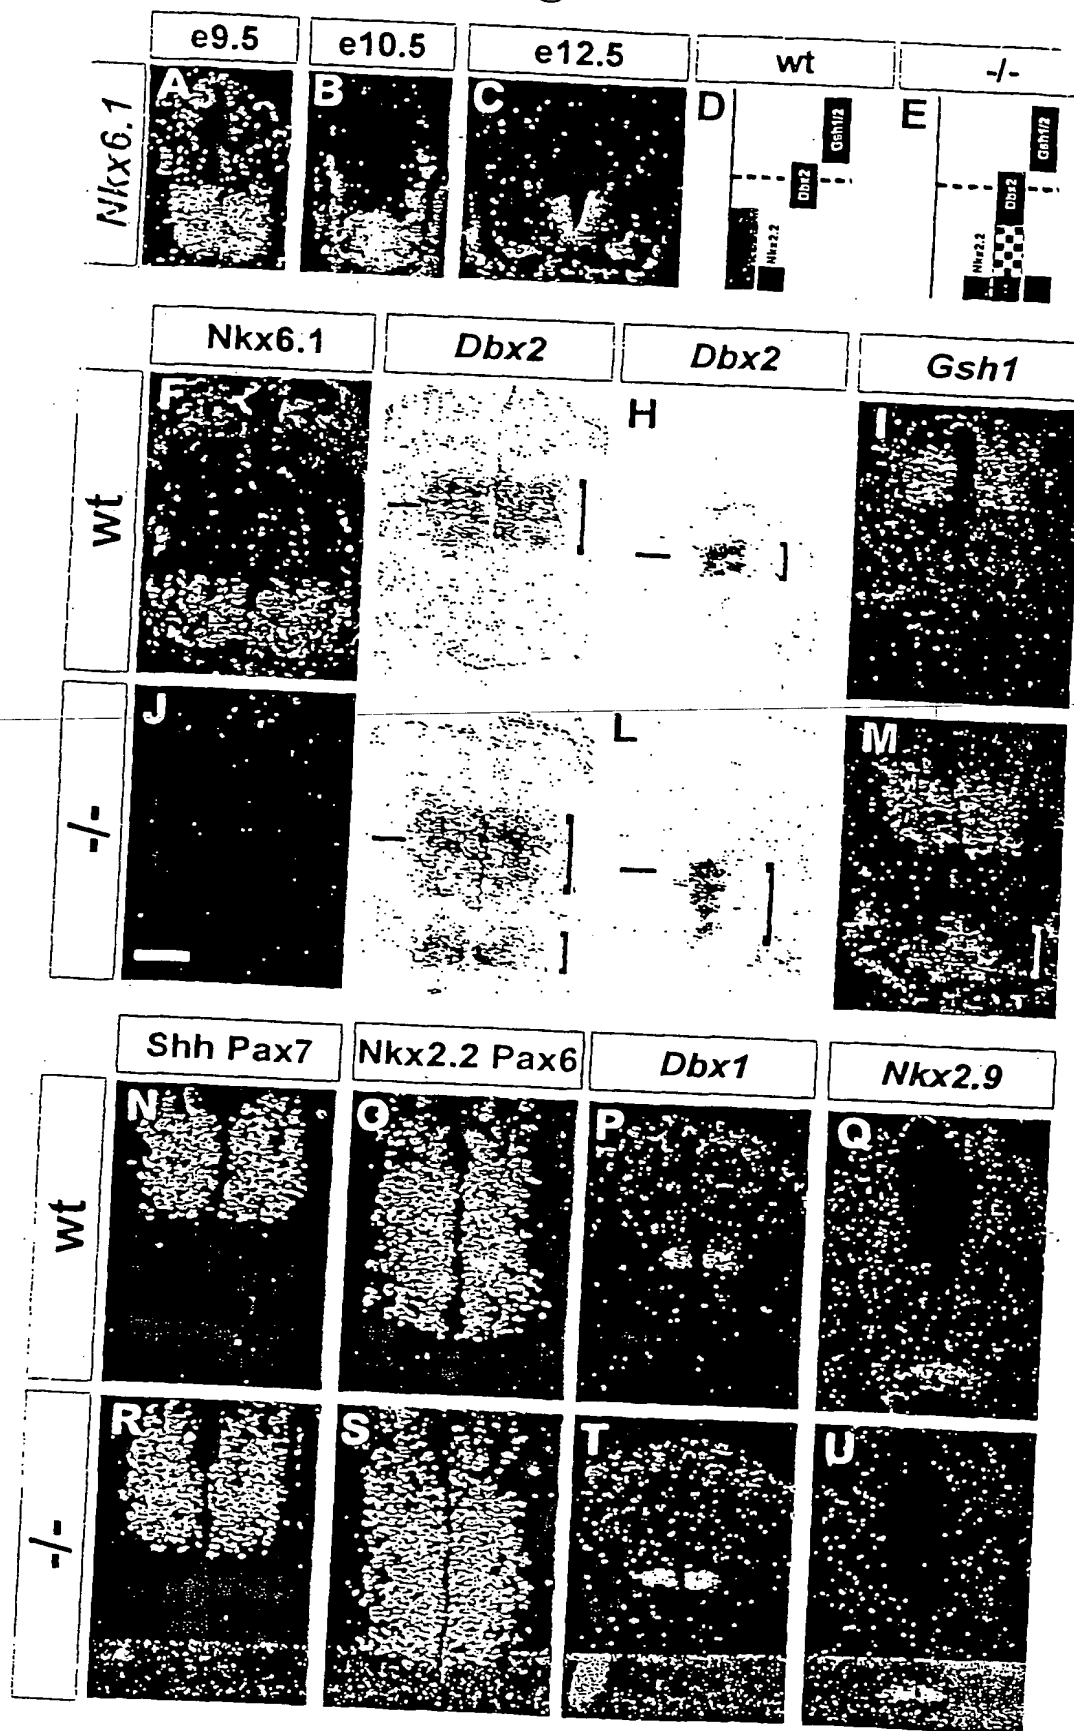 e9.5 e10.5 e12.5 wt -/-
Nkx6.1
A B C D E
Gsh1/2
Dbx2
Nkx2.2
Gsh1/2
Dbx2
Nkx2.2
Nkx6.1 Dbx2 Dbx2 Gsh1
wt
F H I
-/-
J L M
Shh Pax7 Nkx2.2 Pax6 Dbx1 Nkx2.9
wt
N O P Q
-/-
R S T U